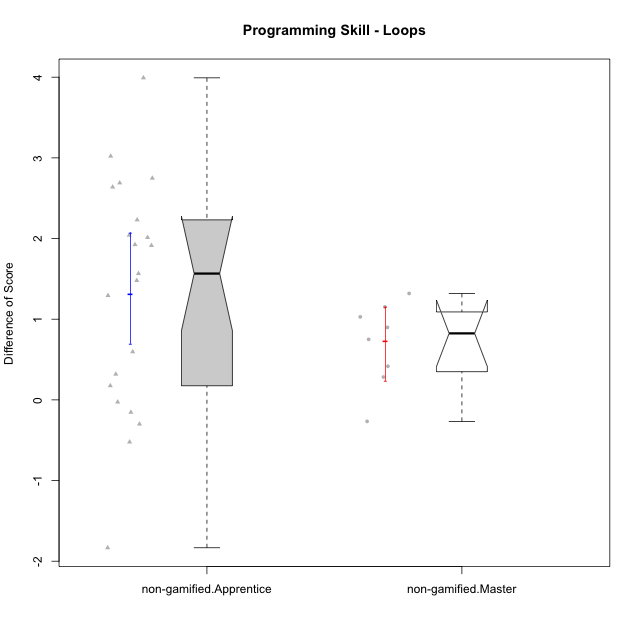 Programming Skill - Loops
Difference of Score
4
3
2
1
0
-1
-2
non-gamified.Apprentice
non-gamified.Master